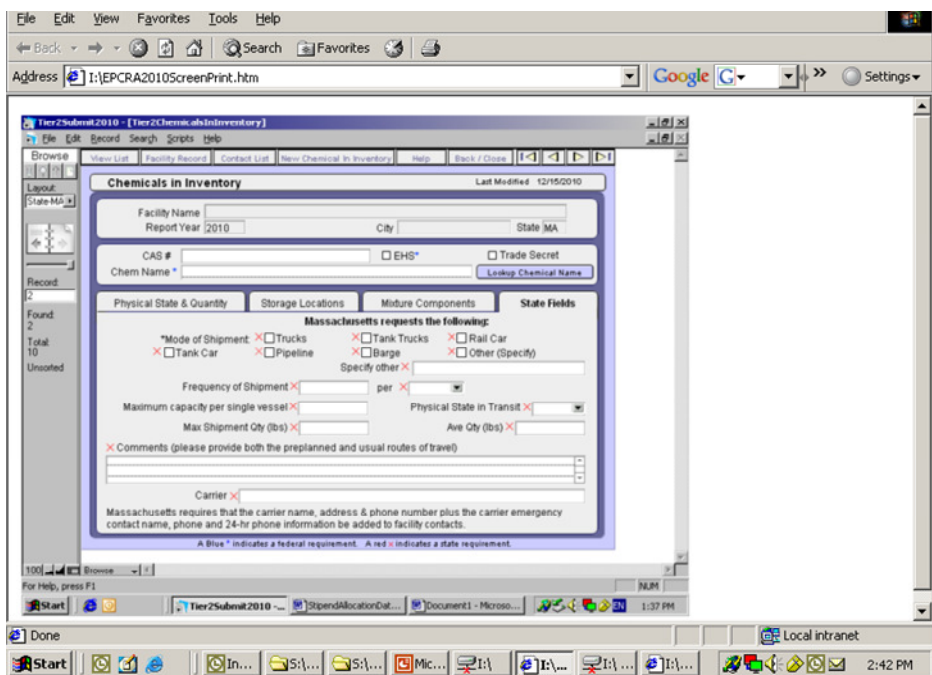 File Edit View Favorites Tools Help
Back Search Favorites
Address I:\EPCRA2010ScreenPrint.htm Google G Settings
Tier2Submit2010 - [Tier2ChemicalsInInventory]
File Edit Record Search Scripts Help
Browse View List Facility Record Contact List New Chemical In Inventory Help Back / Close
Layout:
State-MA
Record:
2
Found:
2
Total:
10
Unsorted
Chemicals in Inventory Last Modified 12/15/2010
Facility Name
Report Year 2010 City State MA
CAS # EHS* Trade Secret
Chem Name * Lookup Chemical Name
Physical State & Quantity Storage Locations Mixture Components State Fields
Massachusetts requests the following:
*Mode of Shipment: Trucks Tank Trucks Rail Car
Tank Car Pipeline Barge Other (Specify)
Specify other
Frequency of Shipment per
Maximum capacity per single vessel Physical State in Transit
Max Shipment Qty (lbs) Ave Qty (lbs)
Comments (please provide both the preplanned and usual routes of travel)
Carrier
Massachusetts requires that the carrier name, address & phone number plus the carrier emergency
contact name, phone and 24-hr phone information be added to facility contacts.
A Blue * indicates a federal requirement. A red x indicates a state requirement.
100 Browse
For Help, press F1 NUM
Start Tier2Submit2010 -... StipendAllocationDat... Document1 - Microso... EN 1:37 PM
Done Local intranet
Start In... S:\... S:\... Mic... I:\ I:\... I:\ ... I:\... 2:42 PM